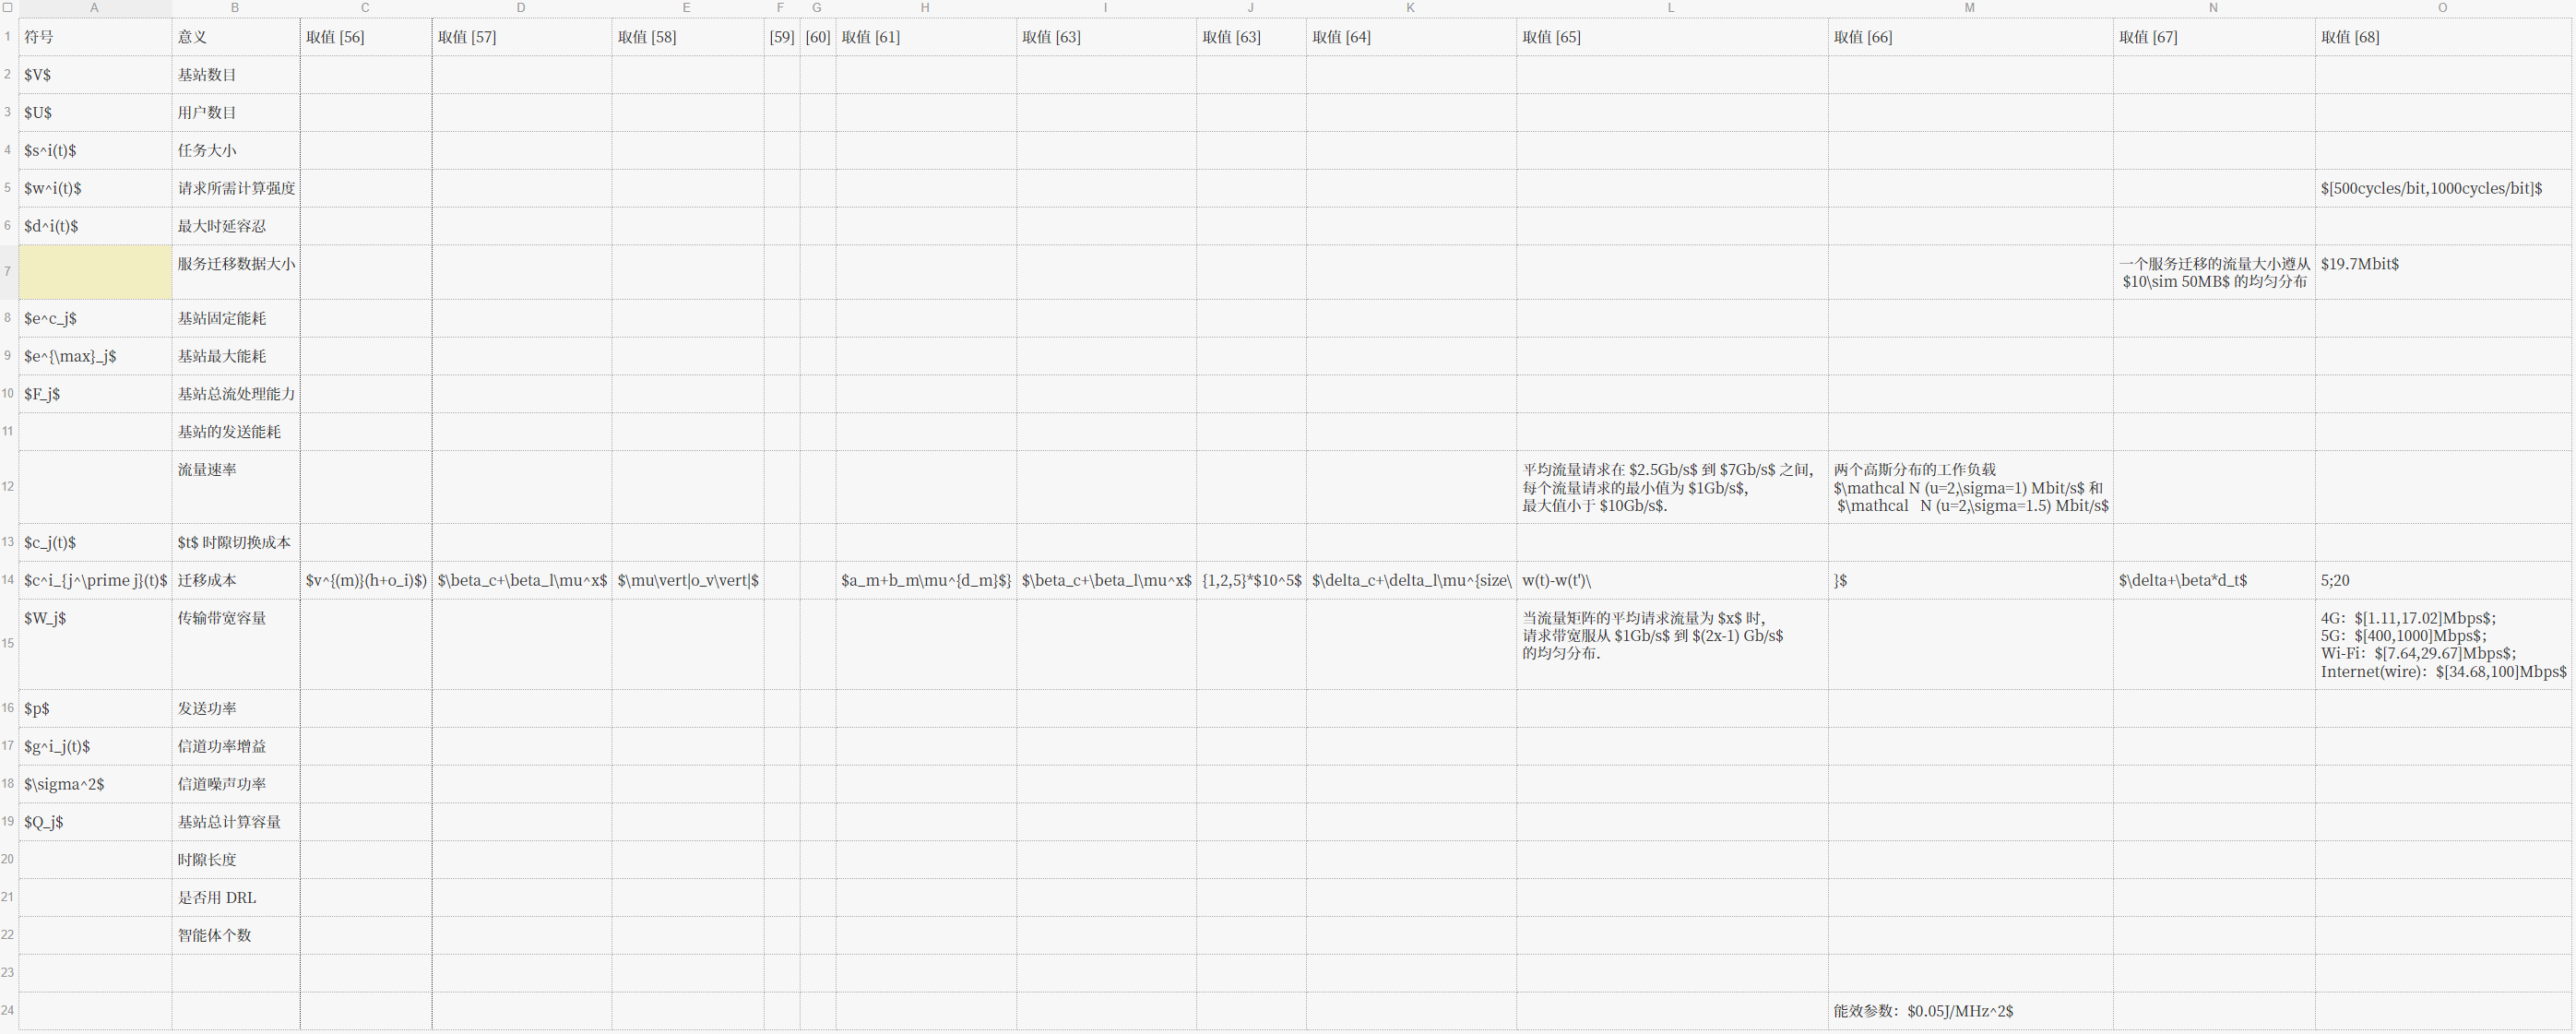 A B C D E F G H I J K L M N O
1 符号 意义 取值 [56] 取值 [57] 取值 [58] [59] [60] 取值 [61] 取值 [63] 取值 [63] 取值 [64] 取值 [65] 取值 [66] 取值 [67] 取值 [68]
2 $V$ 基站数目
3 $U$ 用户数目
4 $s^i(t)$ 任务大小
5 $w^i(t)$ 请求所需计算强度 $[500cycles/bit,1000cycles/bit]$
6 $d^i(t)$ 最大时延容忍
7 服务迁移数据大小 一个服务迁移的流量大小遵从 $19.7Mbit$
$10\sim 50MB$ 的均匀分布
8 $e^c_j$ 基站固定能耗
9 $e^{\max}_j$ 基站最大能耗
10 $F_j$ 基站总流处理能力
11 基站的发送能耗
12 流量速率 平均流量请求在 $2.5Gb/s$ 到 $7Gb/s$ 之间, 两个高斯分布的工作负载
每个流量请求的最小值为 $1Gb/s$, $\mathcal N (u=2,\sigma=1) Mbit/s$ 和
最大值小于 $10Gb/s$. $\mathcal   N (u=2,\sigma=1.5) Mbit/s$
13 $c_j(t)$ $t$ 时隙切换成本
14 $c^i_{j^\prime j}(t)$ 迁移成本 $v^{(m)}(h+o_i)$) $\beta_c+\beta_l\mu^x$ $\mu\vert|o_v\vert|$ $a_m+b_m\mu^{d_m}$} $\beta_c+\beta_l\mu^x$ {1,2,5}*$10^5$ $\delta_c+\delta_l\mu^{size\ w(t)-w(t')\ }$ $\delta+\beta*d_t$ 5;20
15 $W_j$ 传输带宽容量 当流量矩阵的平均请求流量为 $x$ 时, 4G：$[1.11,17.02]Mbps$;
请求带宽服从 $1Gb/s$ 到 $(2x-1) Gb/s$ 5G：$[400,1000]Mbps$;
的均匀分布. Wi-Fi：$[7.64,29.67]Mbps$;
Internet(wire)：$[34.68,100]Mbps$
16 $p$ 发送功率
17 $g^i_j(t)$ 信道功率增益
18 $\sigma^2$ 信道噪声功率
19 $Q_j$ 基站总计算容量
20 时隙长度
21 是否用 DRL
22 智能体个数
23
24 能效参数：$0.05J/MHz^2$